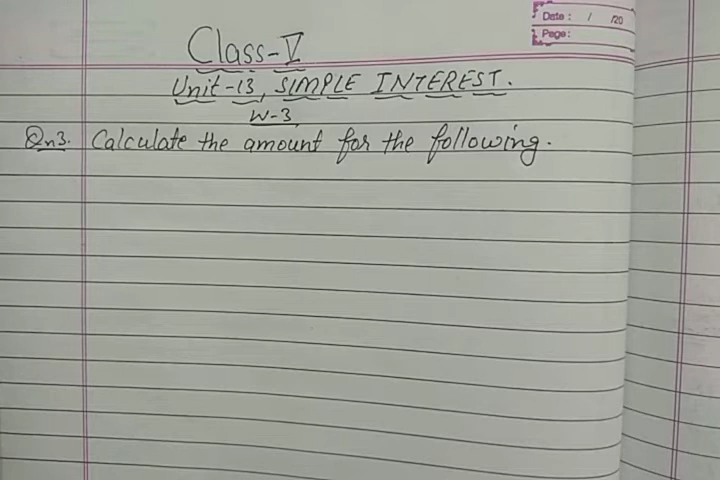 Date : / /20
Page:
Class-V
Unit-13, SIMPLE INTEREST.
W-3
Qn3. Calculate the amount for the following.